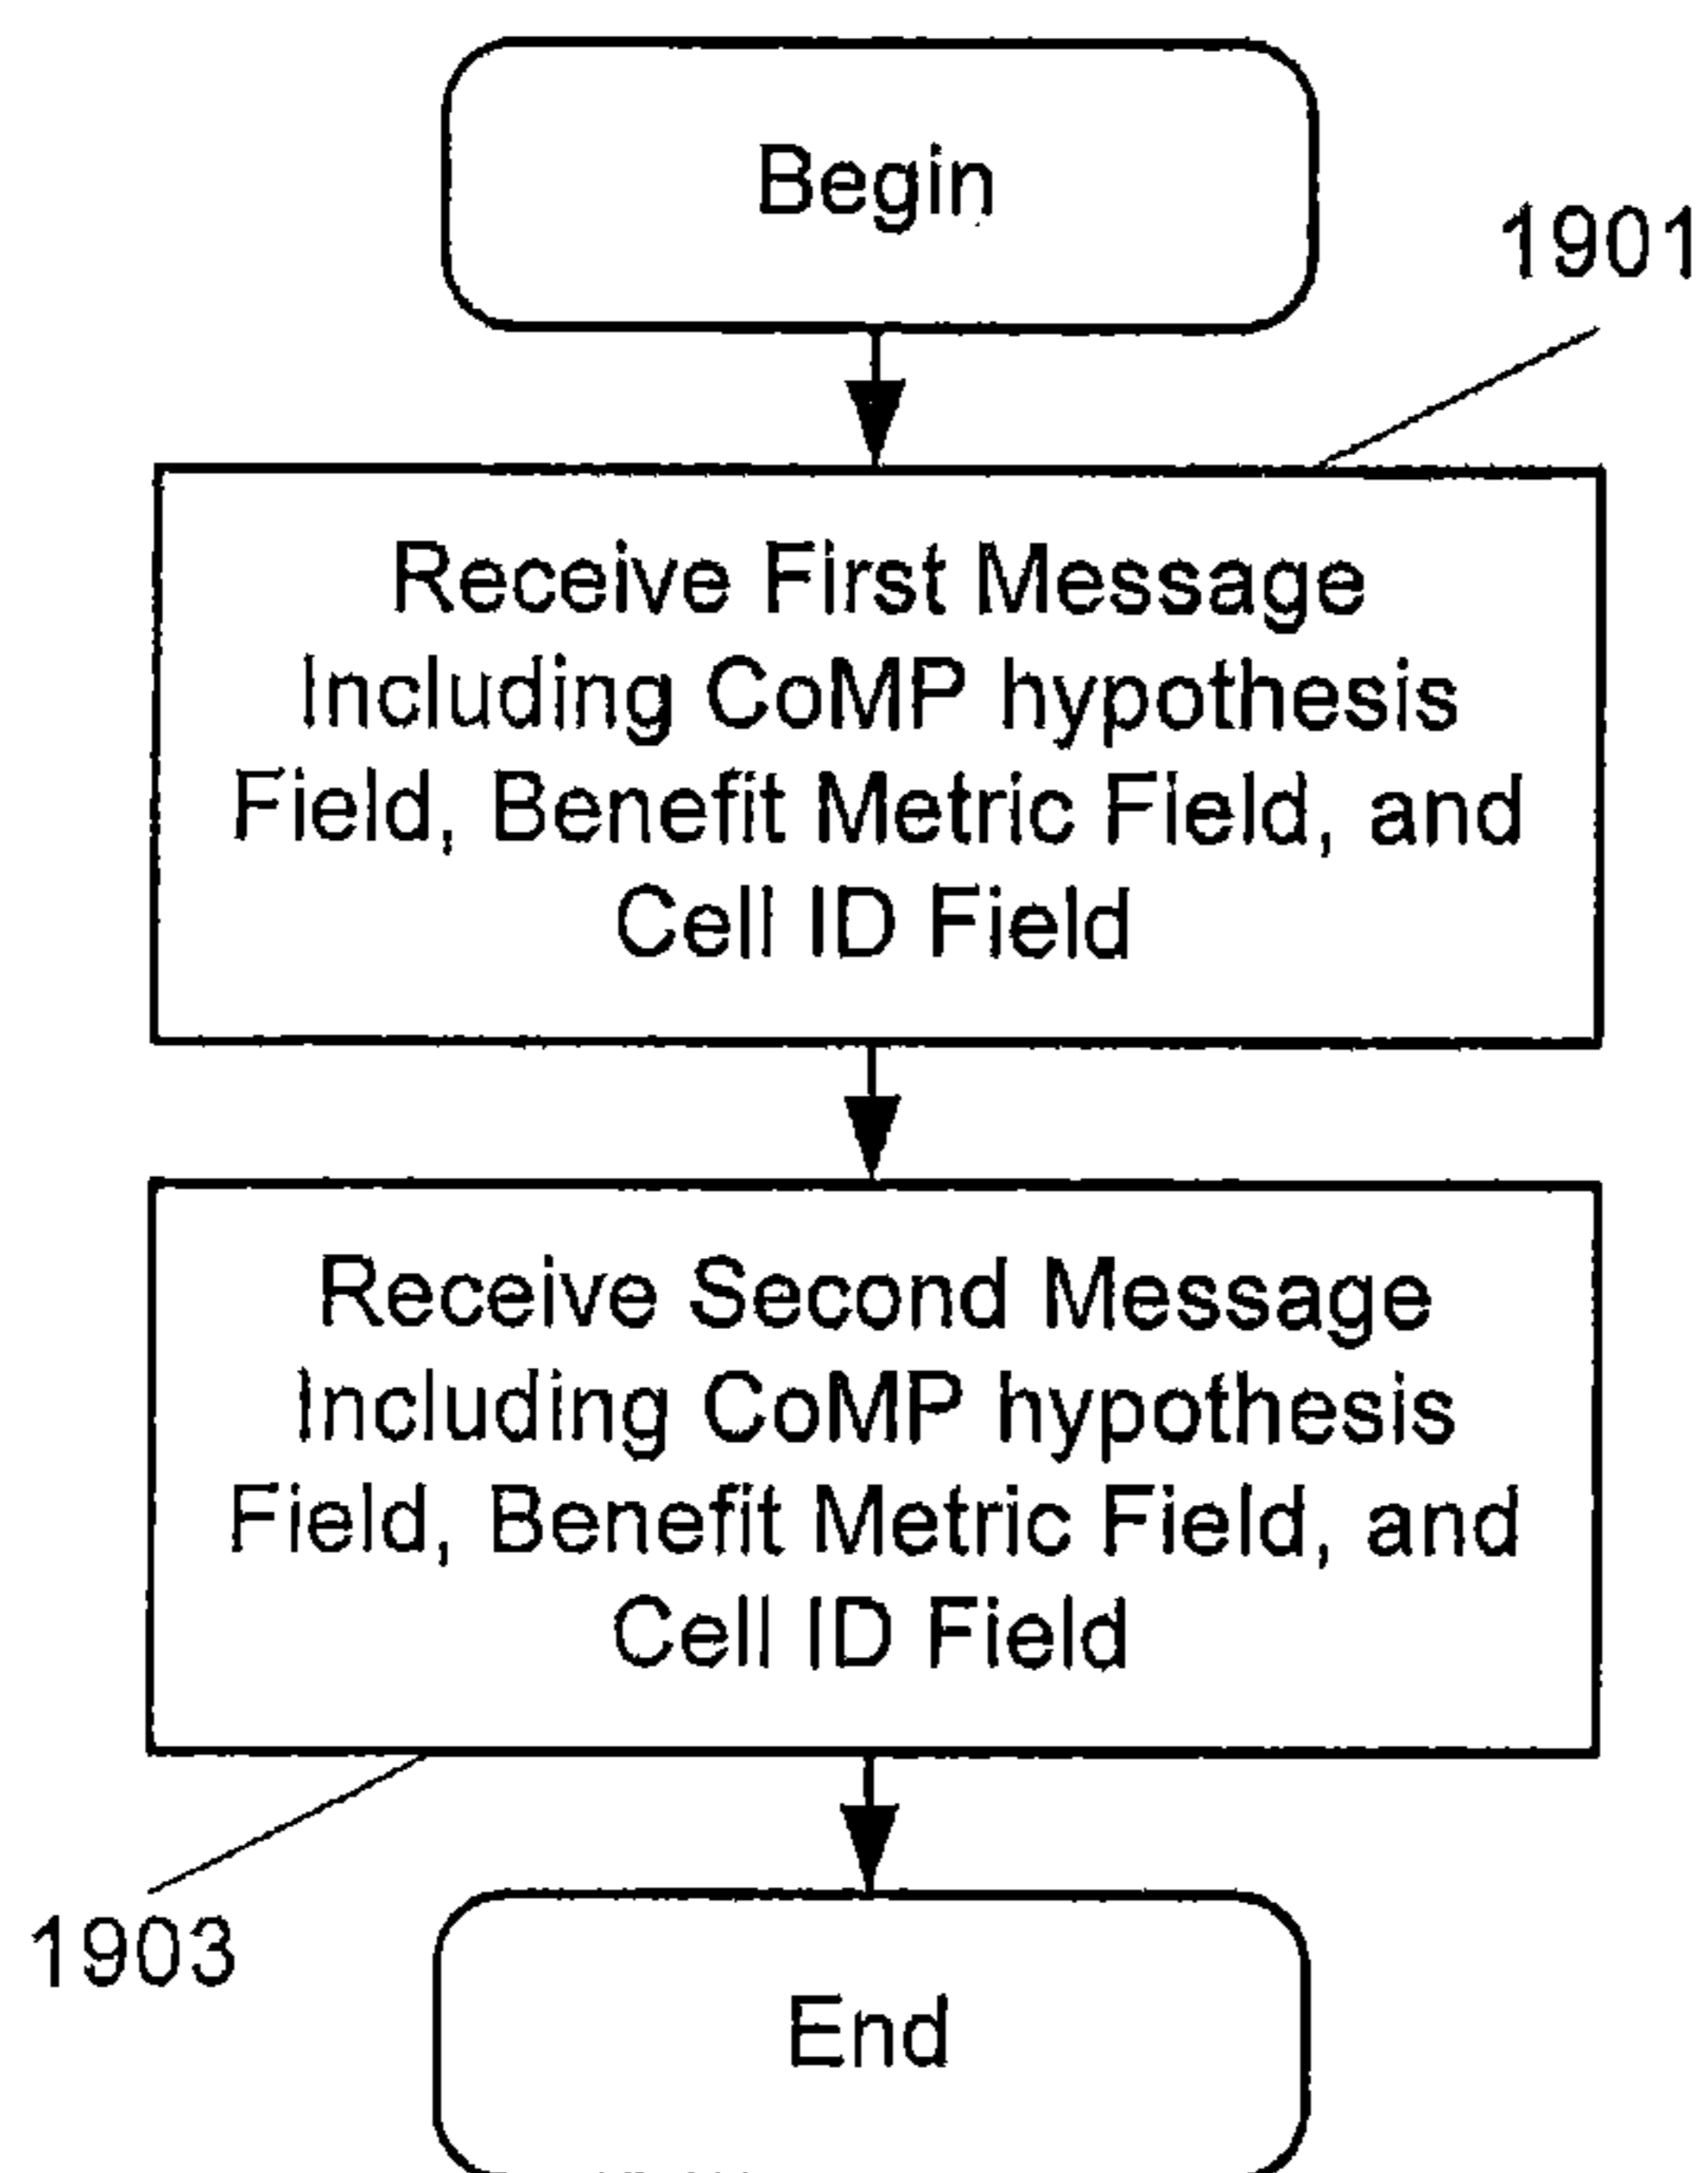 Begin
1901
Receive First Message
Including CoMP hypothesis
Field, Benefit Metric Field, and
Cell ID Field
Receive Second Message
Including CoMP hypothesis
Field, Benefit Metric Field, and
Cell ID Field
1903
End